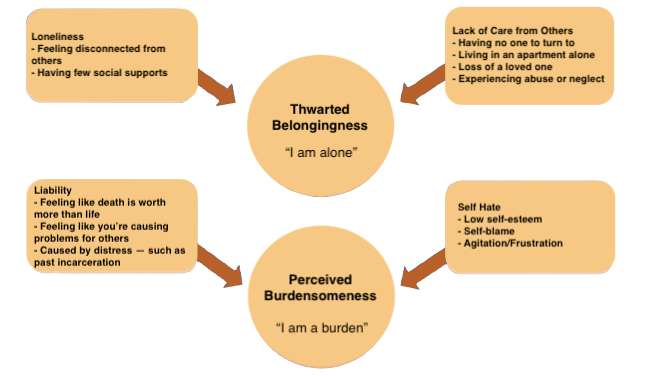 Loneliness
- Feeling disconnected from
others
- Having few social supports
Lack of Care from Others
- Having no one to turn to
- Living in an apartment alone
- Loss of a loved one
- Experiencing abuse or neglect
Thwarted
Belongingness
“I am alone”
Liability
- Feeling like death is worth
more than life
- Feeling like you’re causing
problems for others
- Caused by distress — such as
past incarceration
Self Hate
- Low self-esteem
- Self-blame
- Agitation/Frustration
Perceived
Burdensomeness
“I am a burden”